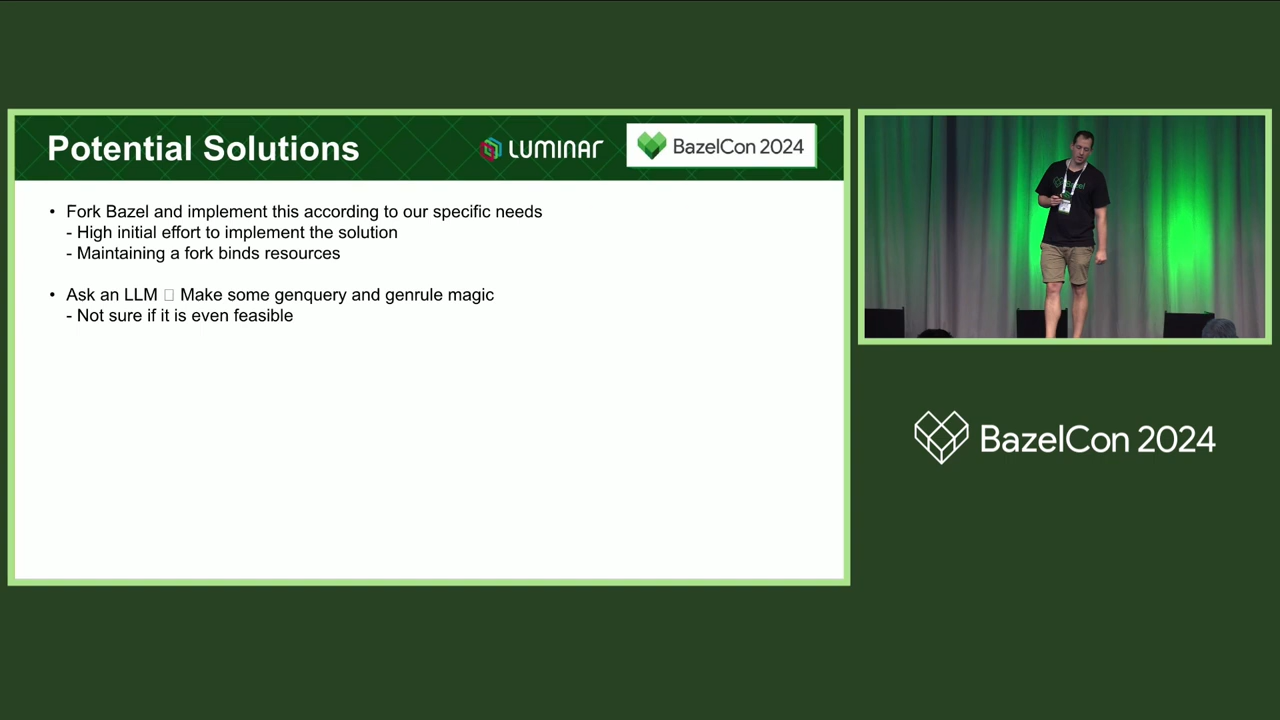 Potential Solutions
LUMINAR
BazelCon 2024
• Fork Bazel and implement this according to our specific needs
- High initial effort to implement the solution
- Maintaining a fork binds resources
• Ask an LLM □ Make some genquery and genrule magic
- Not sure if it is even feasible
Bazel
BazelCon 2024